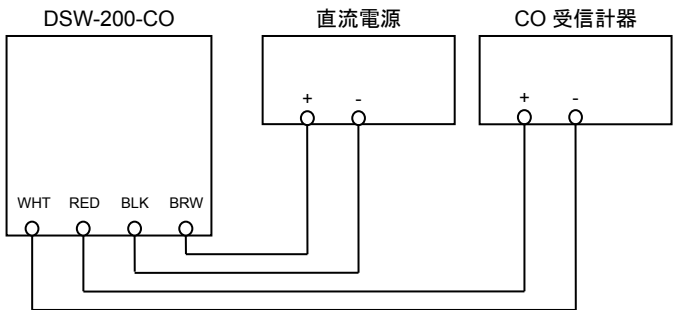 DSW-200-CO 直流電源 CO 受信計器
+ - + -
WHT RED BLK BRW